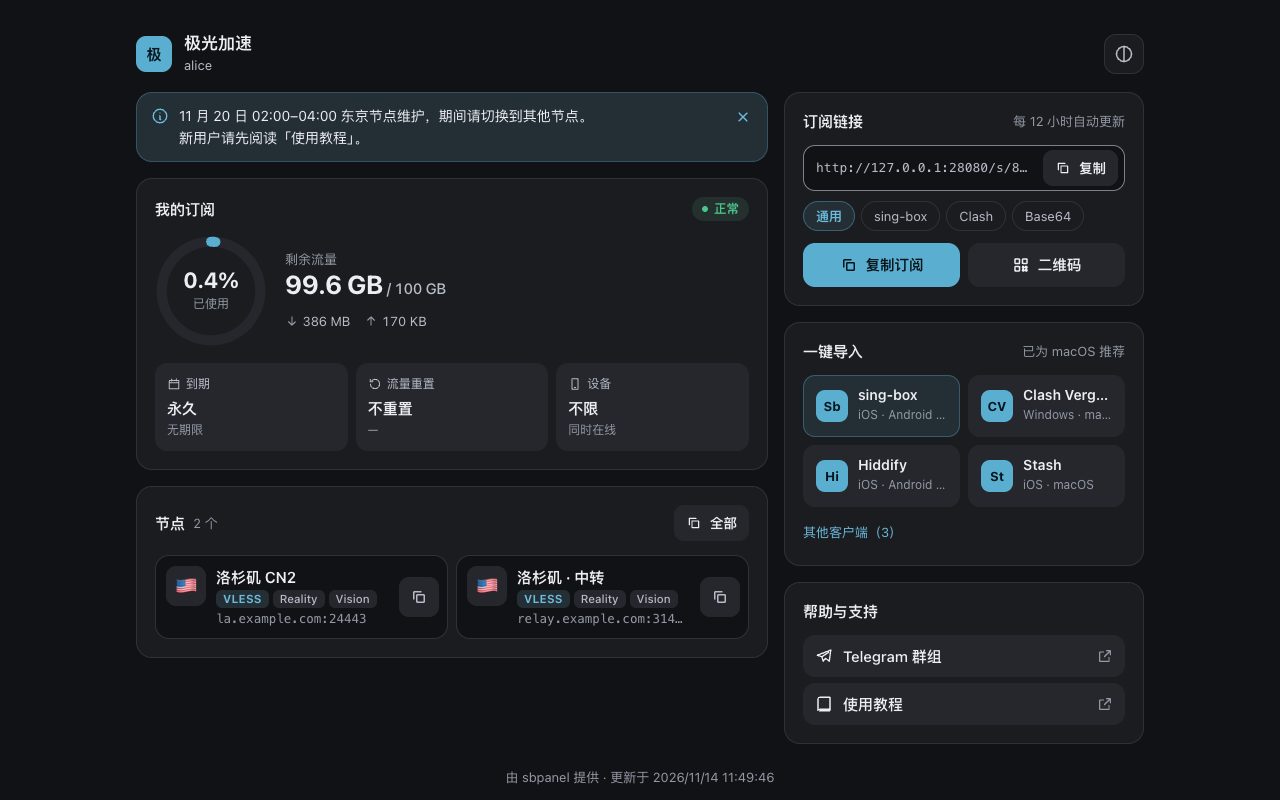 极
极光加速
alice
11 月 20 日 02:00–04:00 东京节点维护，期间请切换到其他节点。
新用户请先阅读「使用教程」。
我的订阅
正常
0.4%
已使用
剩余流量
99.6 GB / 100 GB
↓ 386 MB ↑ 170 KB
到期
永久
无期限
流量重置
不重置
—
设备
不限
同时在线
节点 2 个
全部
🇺🇸
洛杉矶 CN2
VLESS Reality Vision
la.example.com:24443
🇺🇸
洛杉矶 · 中转
VLESS Reality Vision
relay.example.com:314…
订阅链接
每 12 小时自动更新
http://127.0.0.1:28080/s/8…
复制
通用 sing-box Clash Base64
复制订阅
二维码
一键导入
已为 macOS 推荐
Sb
sing-box
iOS · Android ...
CV
Clash Verg...
Windows · ma...
Hi
Hiddify
iOS · Android ...
St
Stash
iOS · macOS
其他客户端（3）
帮助与支持
Telegram 群组
使用教程
由 sbpanel 提供 · 更新于 2026/11/14 11:49:46